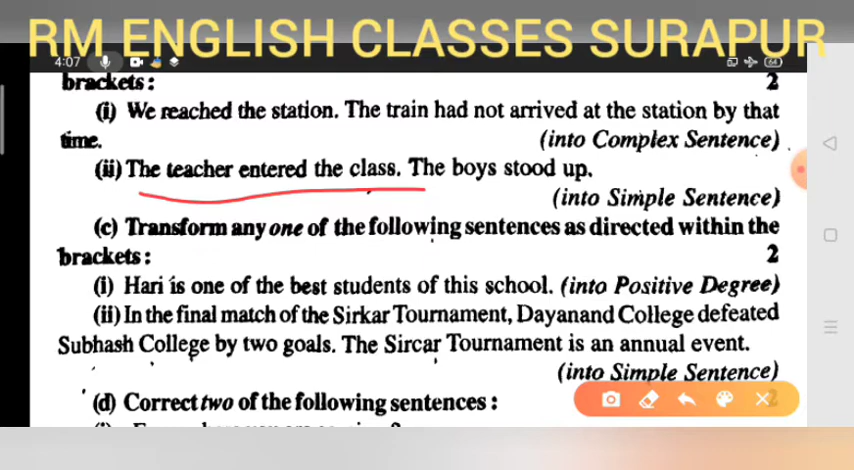 RM ENGLISH CLASSES SURAPUR
4:07
64
brackets : 2
(i) We reached the station. The train had not arrived at the station by that
time. (into Complex Sentence)
(ii) The teacher entered the class. The boys stood up.
(into Simple Sentence)
(c) Transform any one of the following sentences as directed within the
brackets : 2
(i) Hari is one of the best students of this school. (into Positive Degree)
(ii) In the final match of the Sirkar Tournament, Dayanand College defeated
Subhash College by two goals. The Sircar Tournament is an annual event.
(into Simple Sentence)
(d) Correct two of the following sentences : 2